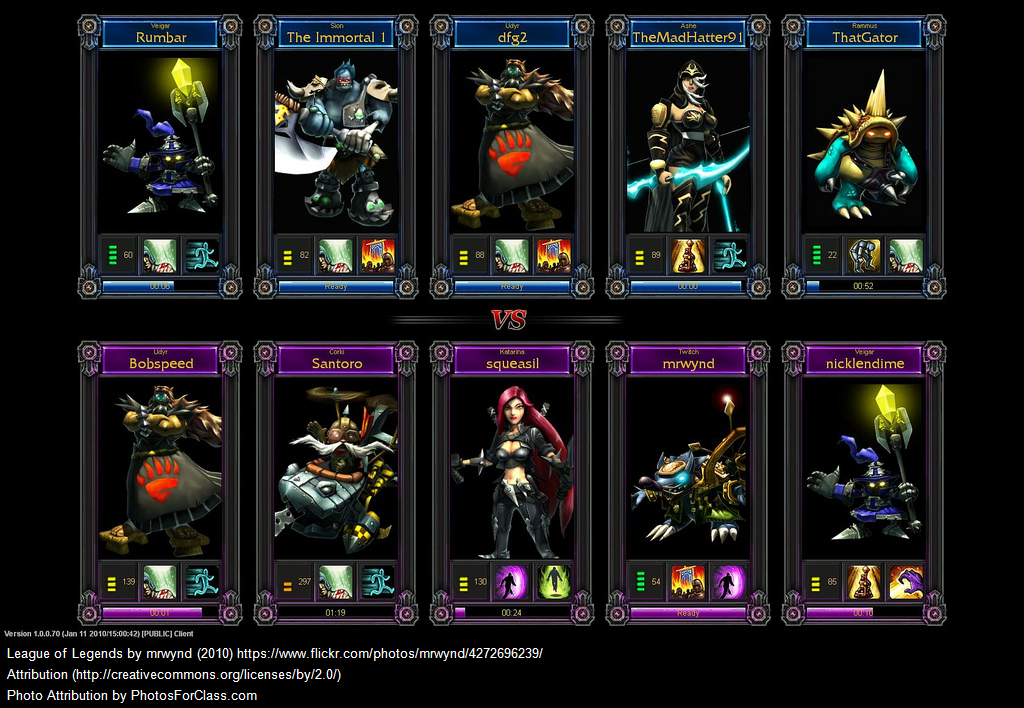 Veigar
Rumbar
Sion
The Immortal 1
Udyr
dfg2
Ashe
TheMadHatter91
Rammus
ThatGator
60
82
88
89
22
00:06
Ready
Ready
00:00
00:52
VS
Udyr
Bobspeed
Corki
Santoro
Katarina
squeasil
Twitch
mrwynd
Veigar
nicklendime
139
297
130
54
85
00:01
01:19
00:24
Ready
00:10
Version 1.0.0.70 (Jan 11 2010/15:00:42) [PUBLIC] Client
League of Legends by mrwynd (2010) https://www.flickr.com/photos/mrwynd/4272696239/
Attribution (http://creativecommons.org/licenses/by/2.0/)
Photo Attribution by PhotosForClass.com